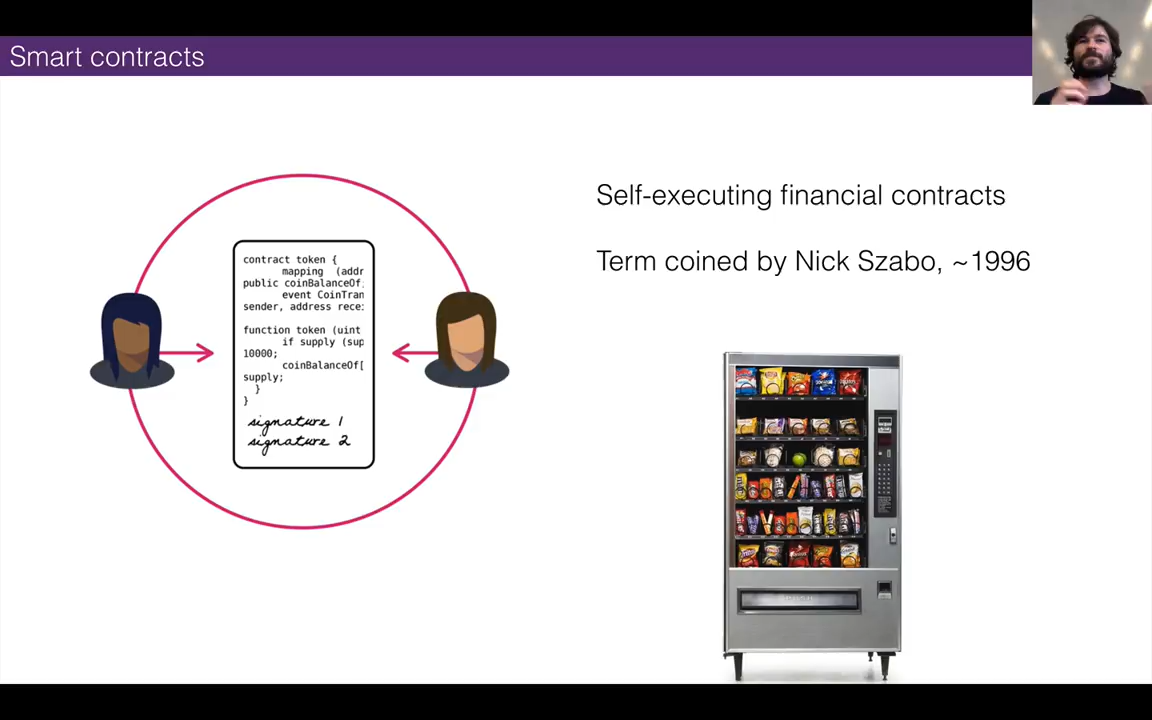 Smart contracts
Self-executing financial contracts
Term coined by Nick Szabo, ~1996
contract token {
mapping (addr
public coinBalanceOf
event CoinTran
sender, address recei
function token (uint
if supply (sup
10000;
coinBalanceOf[
supply;
}
}
signature 1
signature 2